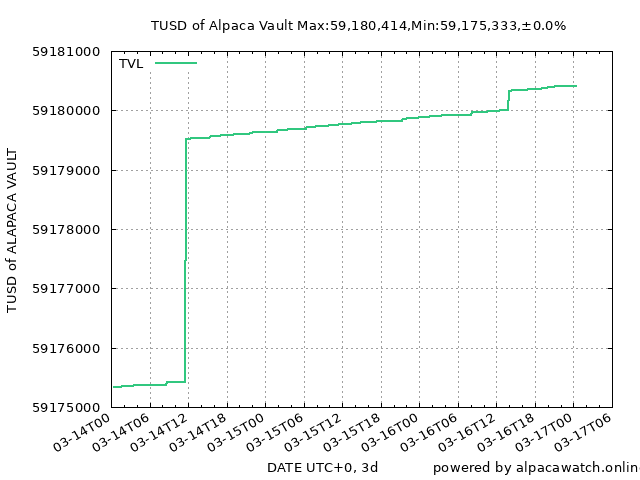 TUSD of Alpaca Vault Max:59,180,414,Min:59,175,333,±0.0%
TVL
59181000
59180000
59179000
59178000
59177000
59176000
59175000
TUSD of ALAPACA VAULT
03-14T00
03-14T06
03-14T12
03-14T18
03-15T00
03-15T06
03-15T12
03-15T18
03-16T00
03-16T06
03-16T12
03-16T18
03-17T00
03-17T06
DATE UTC+0, 3d
powered by alpacawatch.onlin